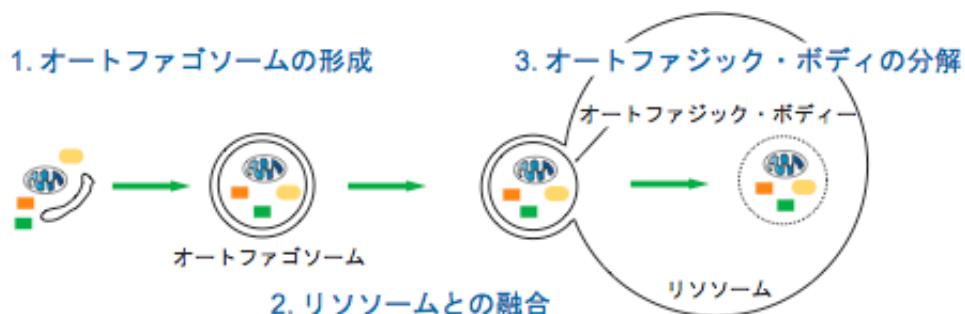 1. オートファゴソームの形成
3. オートファジック・ボディの分解
オートファジック・ボディー
オートファゴソーム
リソソーム
2. リソソームとの融合